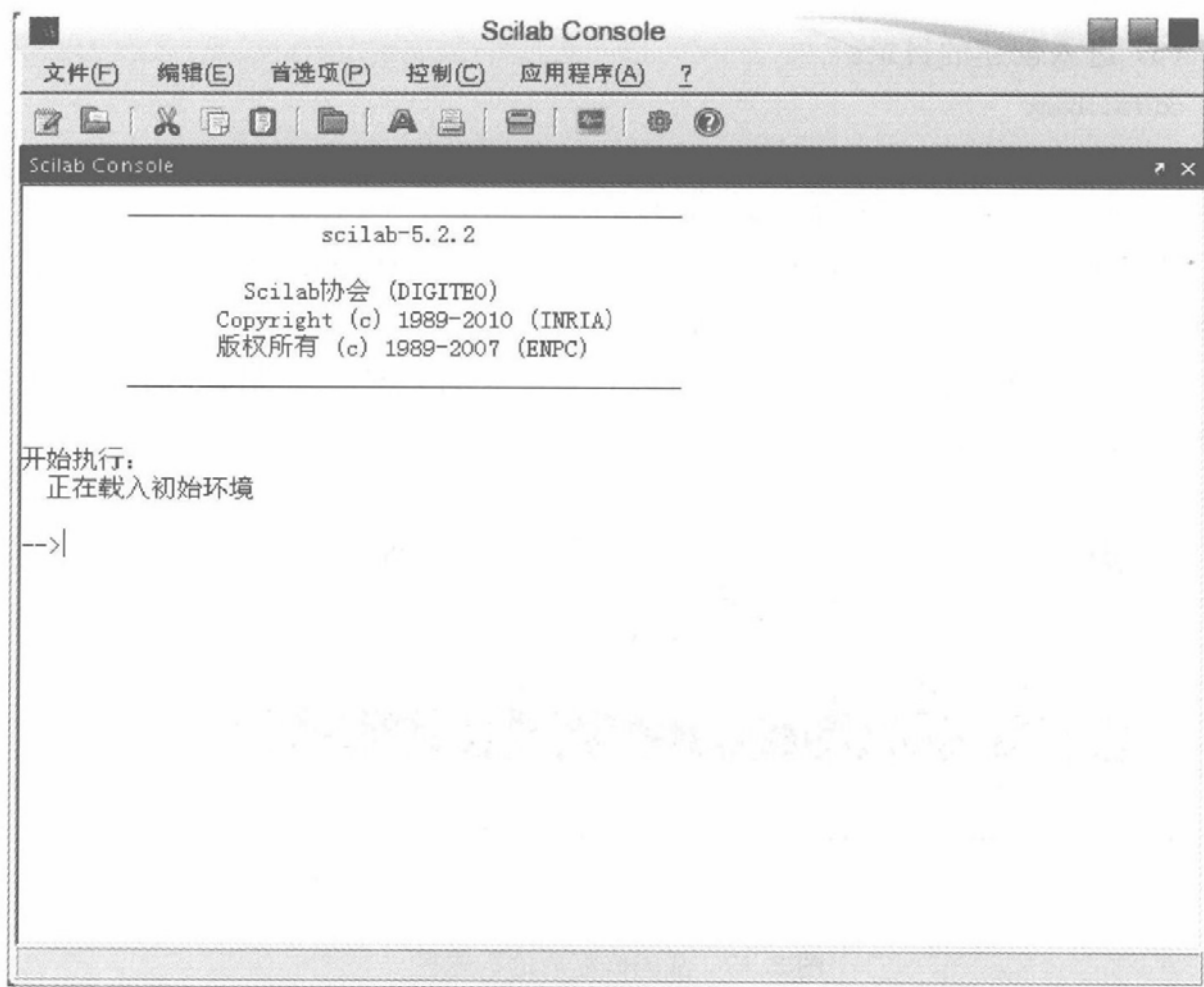 Scilab Console
文件(F) 编辑(E) 首选项(P) 控制(C) 应用程序(A) ?
Scilab Console
scilab-5.2.2
Scilab协会 (DIGITEO)
Copyright (c) 1989-2010 (INRIA)
版权所有 (c) 1989-2007 (ENPC)
开始执行:
正在载入初始环境
-->